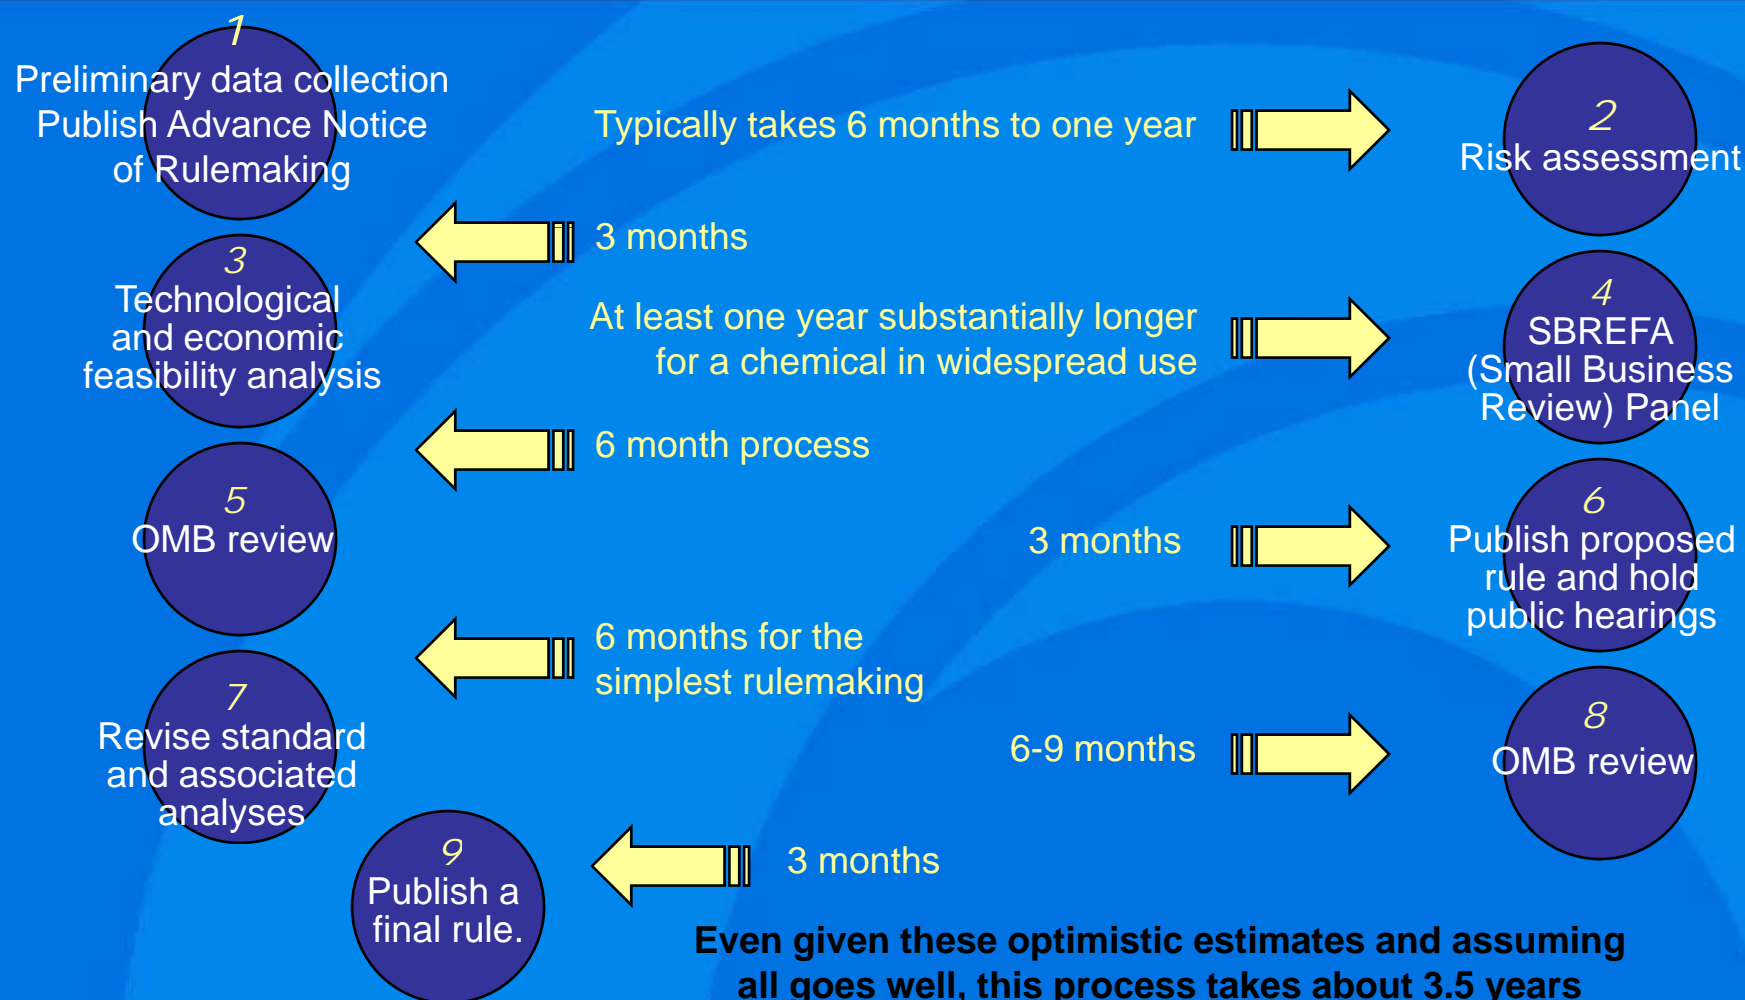 1
Preliminary data collection
Publish Advance Notice
of Rulemaking
Typically takes 6 months to one year
2
Risk assessment
3 months
3
Technological
and economic
feasibility analysis
At least one year substantially longer
for a chemical in widespread use
4
SBREFA
(Small Business
Review) Panel
6 month process
5
OMB review
3 months
6
Publish proposed
rule and hold
public hearings
6 months for the
simplest rulemaking
7
Revise standard
and associated
analyses
6-9 months
8
OMB review
3 months
9
Publish a
final rule.
Even given these optimistic estimates and assuming
all goes well, this process takes about 3.5 years